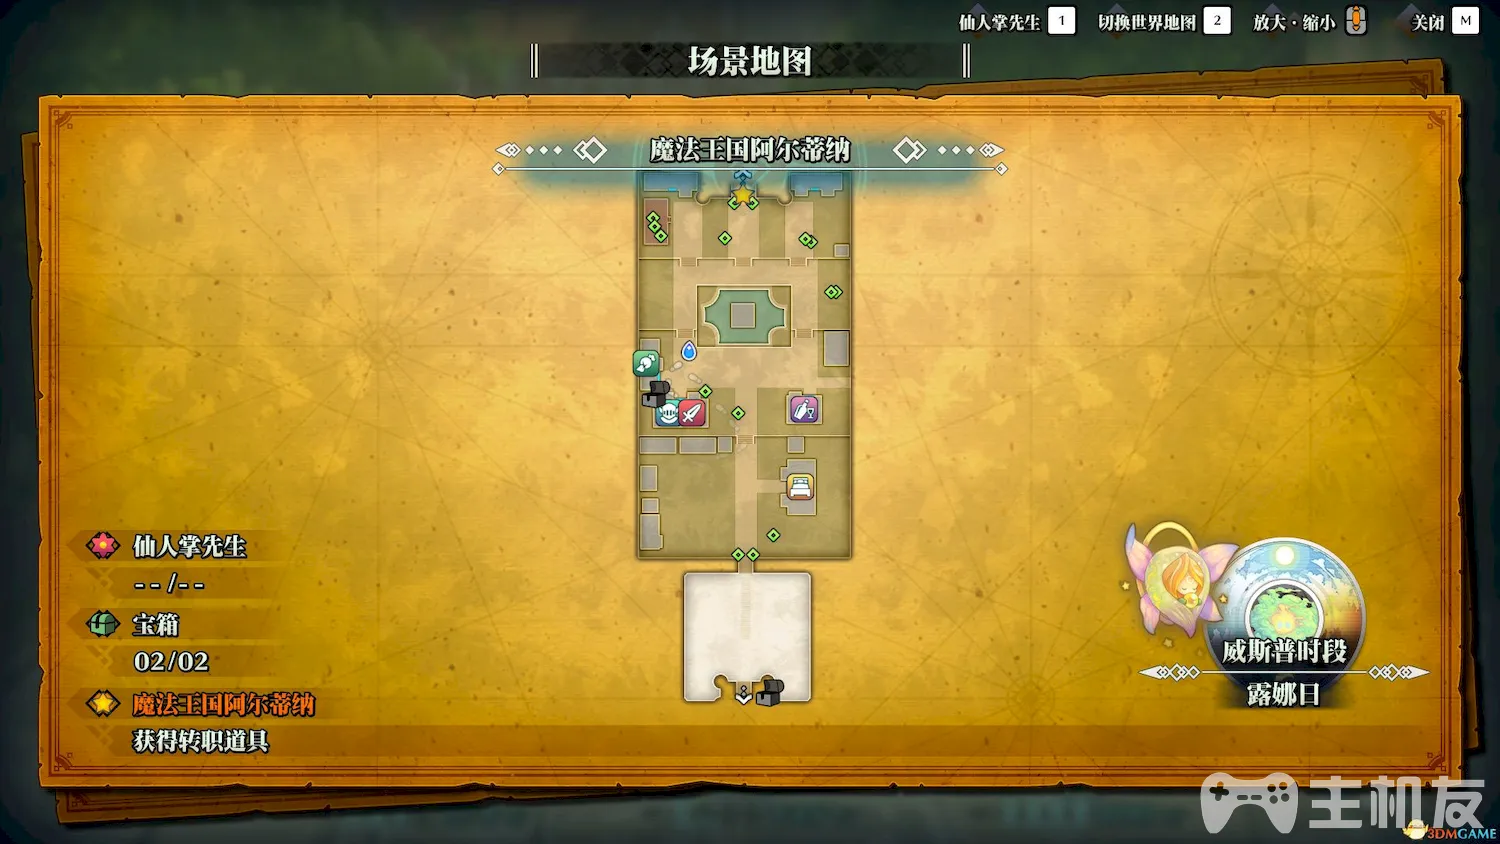 仙人掌先生 1 切换世界地图 2 放大·缩小 关闭 M
场景地图
魔法王国阿尔蒂纳
仙人掌先生
--/--
宝箱
02/02
魔法王国阿尔蒂纳
获得转职道具
威斯普时段
露娜日
主机友
3DMGAME